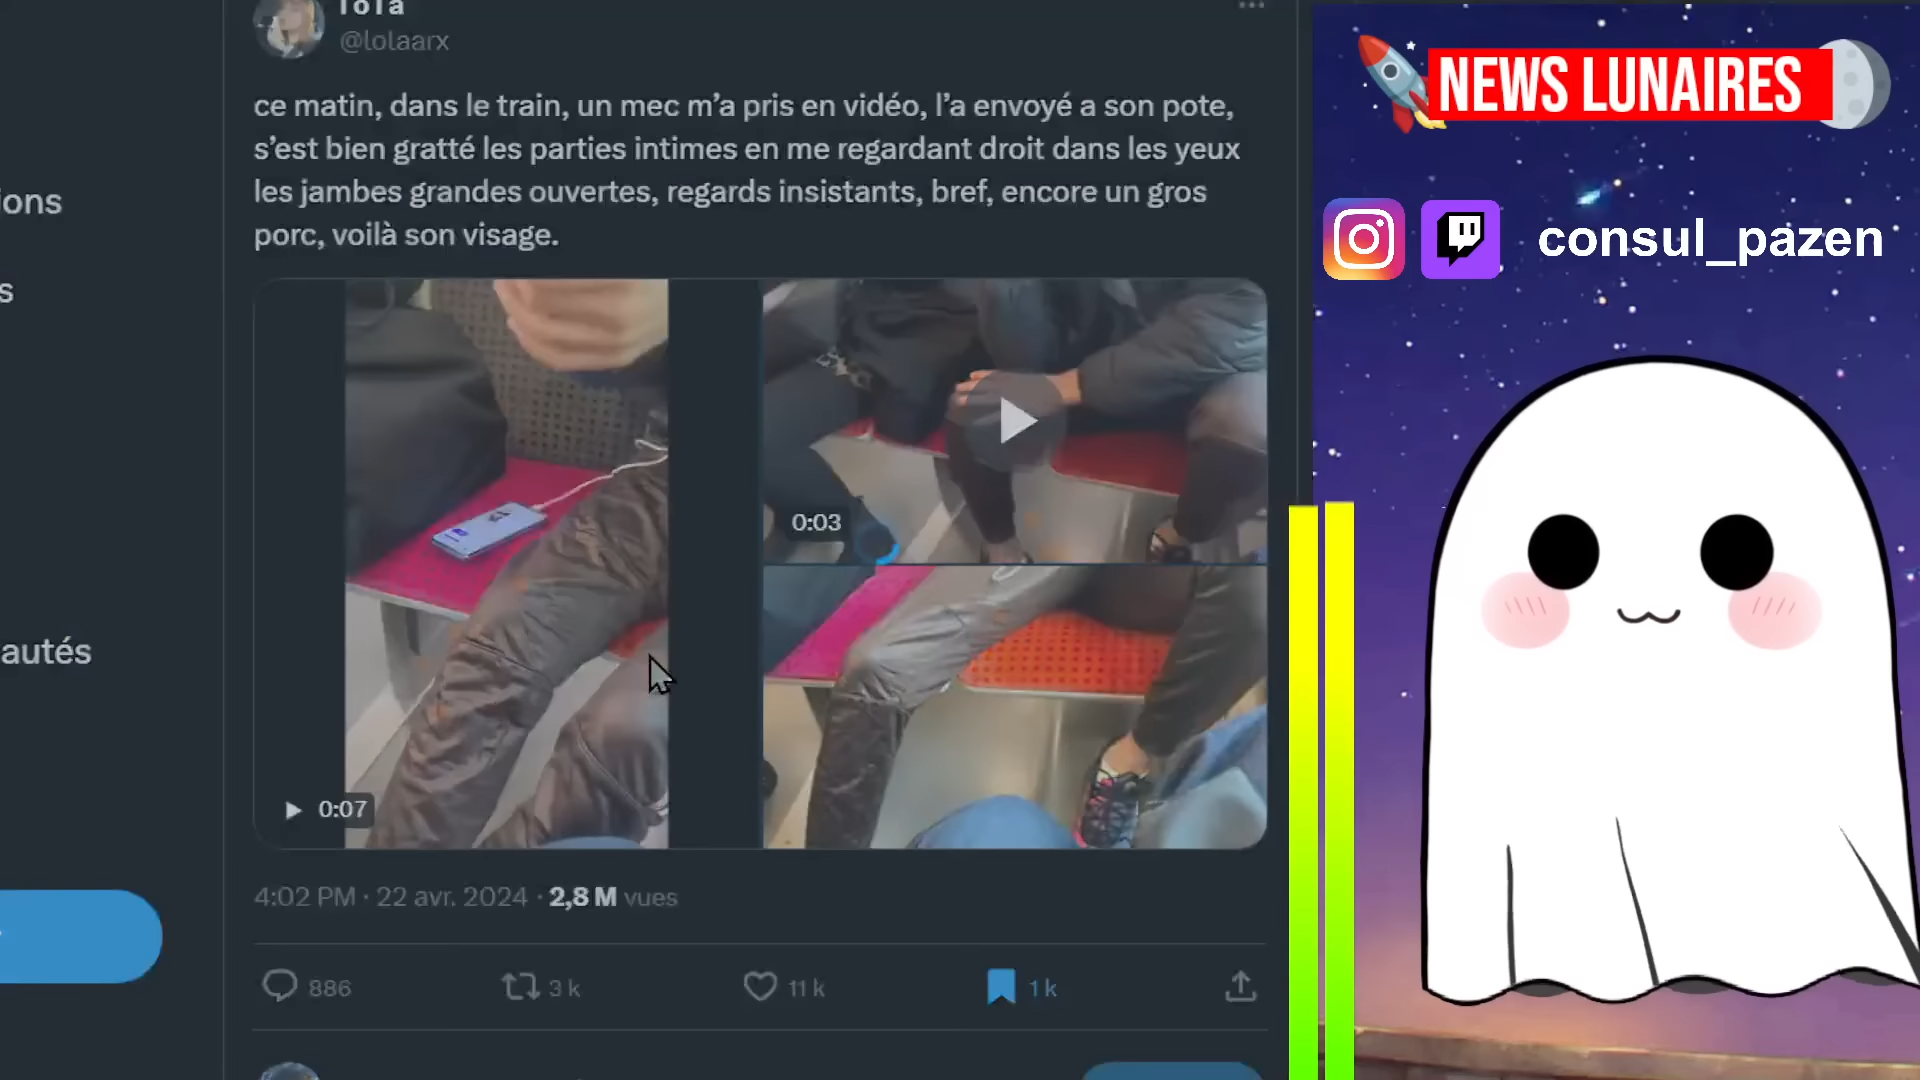 lola
@lolaarx
ce matin, dans le train, un mec m’a pris en vidéo, l’a envoyé a son pote,
s’est bien gratté les parties intimes en me regardant droit dans les yeux
les jambes grandes ouvertes, regards insistants, bref, encore un gros
porc, voilà son visage.
0:03
0:07
4:02 PM · 22 avr. 2024 · 2,8 M vues
886
3 k
11 k
1 k
ions
s
autés
NEWS LUNAIRES
consul_pazen